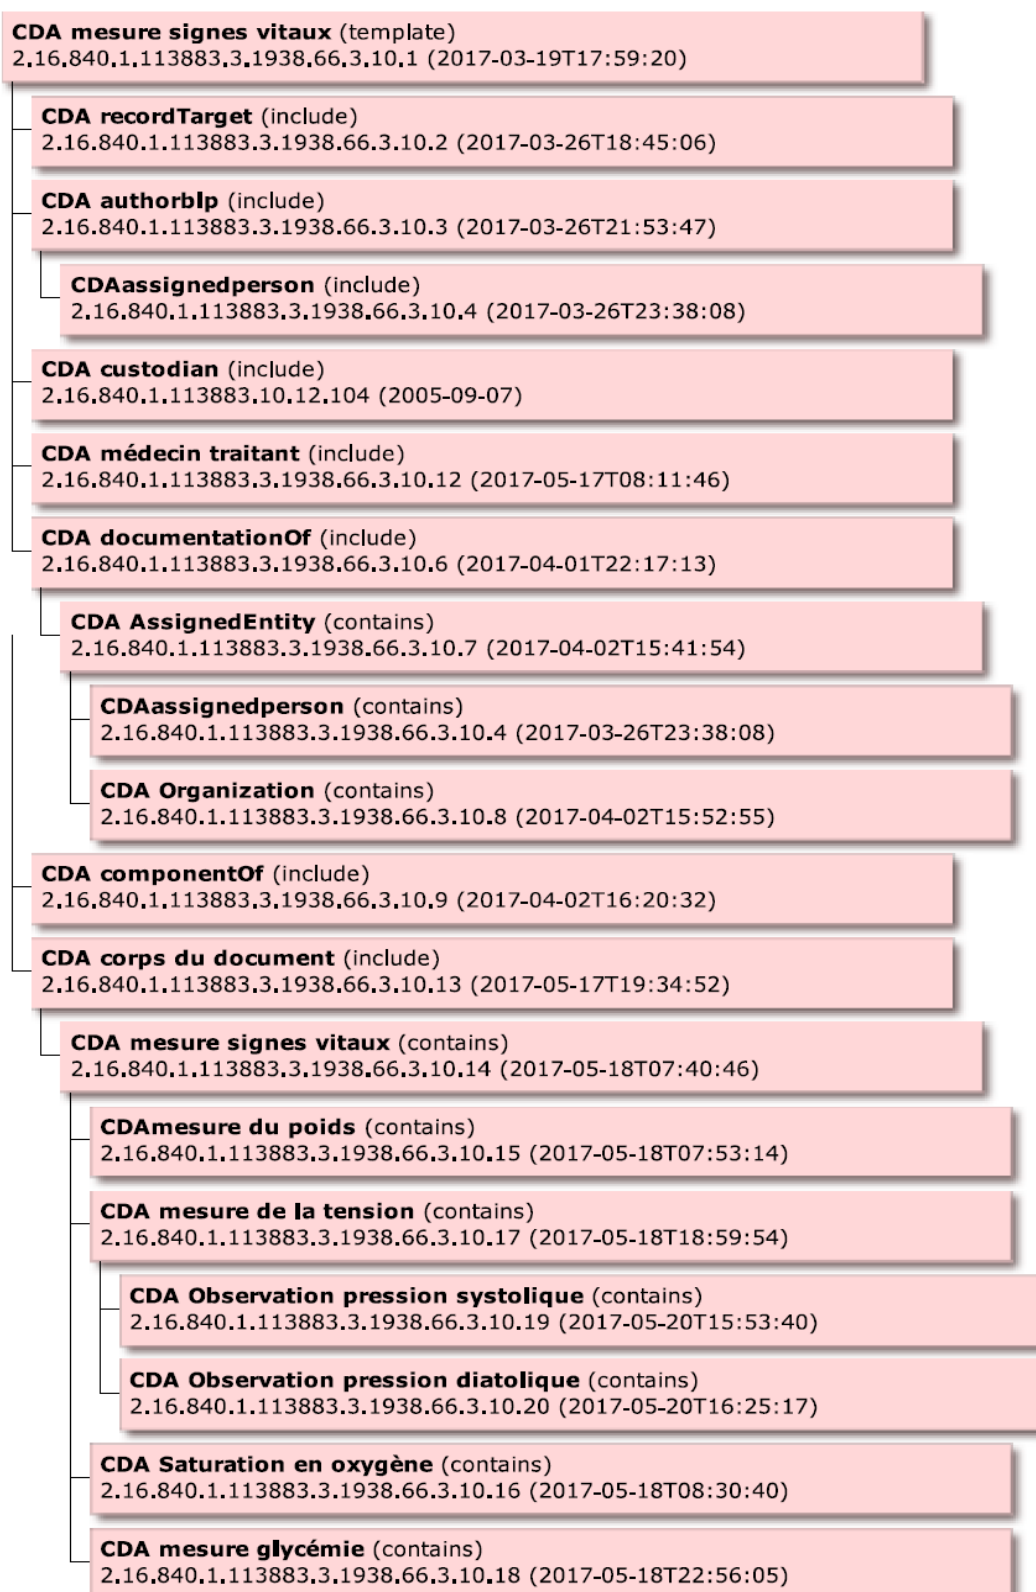 CDA mesure signes vitaux (template)
2.16.840.1.113883.3.1938.66.3.10.1 (2017-03-19T17:59:20)
CDA recordTarget (include)
2.16.840.1.113883.3.1938.66.3.10.2 (2017-03-26T18:45:06)
CDA authorblp (include)
2.16.840.1.113883.3.1938.66.3.10.3 (2017-03-26T21:53:47)
CDAassignedperson (include)
2.16.840.1.113883.3.1938.66.3.10.4 (2017-03-26T23:38:08)
CDA custodian (include)
2.16.840.1.113883.10.12.104 (2005-09-07)
CDA médecin traitant (include)
2.16.840.1.113883.3.1938.66.3.10.12 (2017-05-17T08:11:46)
CDA documentationOf (include)
2.16.840.1.113883.3.1938.66.3.10.6 (2017-04-01T22:17:13)
CDA AssignedEntity (contains)
2.16.840.1.113883.3.1938.66.3.10.7 (2017-04-02T15:41:54)
CDAassignedperson (contains)
2.16.840.1.113883.3.1938.66.3.10.4 (2017-03-26T23:38:08)
CDA Organization (contains)
2.16.840.1.113883.3.1938.66.3.10.8 (2017-04-02T15:52:55)
CDA componentOf (include)
2.16.840.1.113883.3.1938.66.3.10.9 (2017-04-02T16:20:32)
CDA corps du document (include)
2.16.840.1.113883.3.1938.66.3.10.13 (2017-05-17T19:34:52)
CDA mesure signes vitaux (contains)
2.16.840.1.113883.3.1938.66.3.10.14 (2017-05-18T07:40:46)
CDAmesure du poids (contains)
2.16.840.1.113883.3.1938.66.3.10.15 (2017-05-18T07:53:14)
CDA mesure de la tension (contains)
2.16.840.1.113883.3.1938.66.3.10.17 (2017-05-18T18:59:54)
CDA Observation pression systolique (contains)
2.16.840.1.113883.3.1938.66.3.10.19 (2017-05-20T15:53:40)
CDA Observation pression diatolique (contains)
2.16.840.1.113883.3.1938.66.3.10.20 (2017-05-20T16:25:17)
CDA Saturation en oxygène (contains)
2.16.840.1.113883.3.1938.66.3.10.16 (2017-05-18T08:30:40)
CDA mesure glycémie (contains)
2.16.840.1.113883.3.1938.66.3.10.18 (2017-05-18T22:56:05)